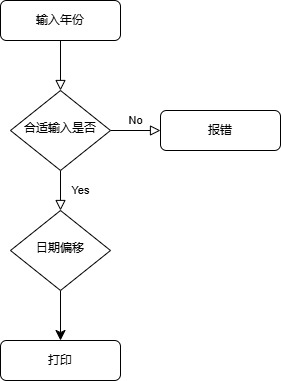 输入年份
合适输入是否
No
报错
Yes
日期偏移
打印